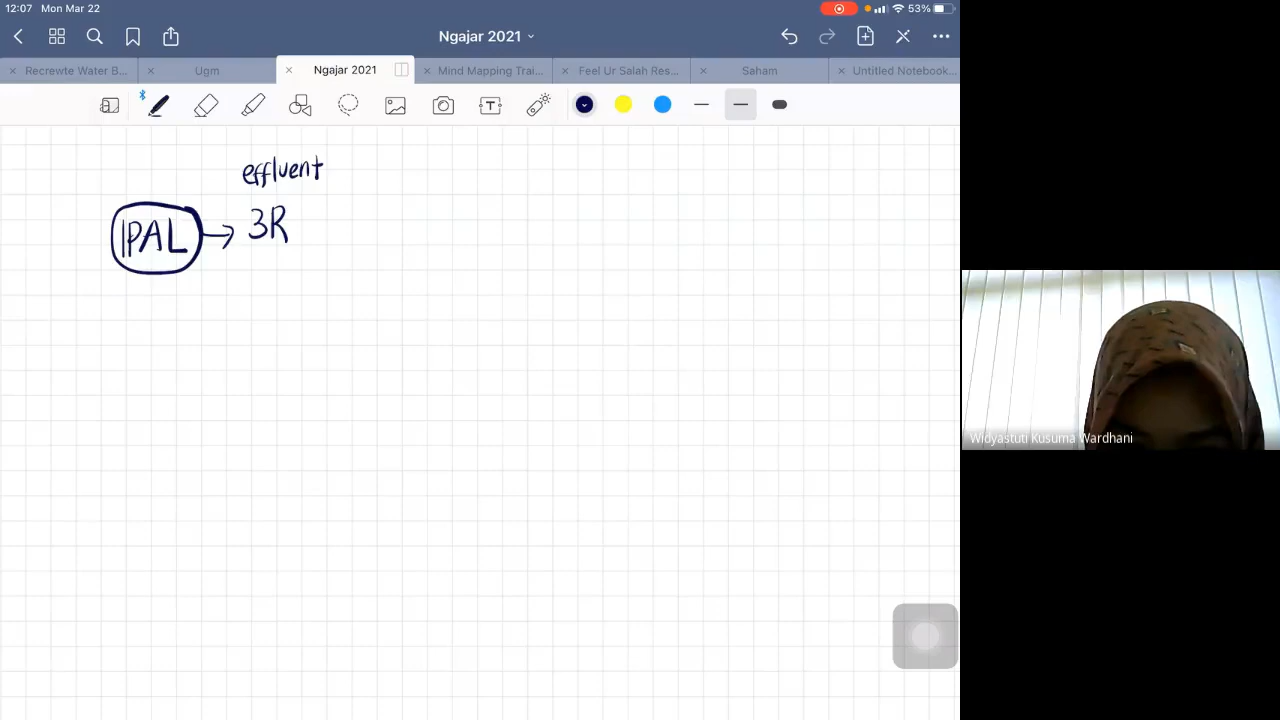 12:07 Mon Mar 22
53%
Ngajar 2021
Recrewte Water B...
Ugm
Ngajar 2021
Mind Mapping Trai...
Feel Ur Salah Res...
Saham
Untitled Notebook...
T
effluent
IPAL → 3R
Widyastuti Kusuma Wardhani